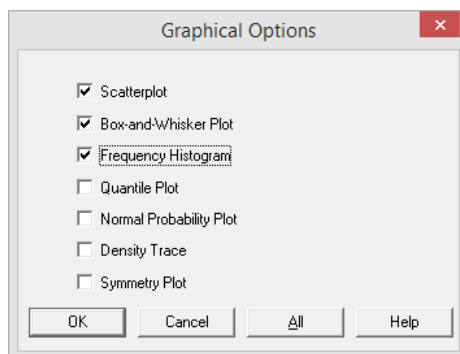 Graphical Options
Scatterplot
Box-and-Whisker Plot
Frequency Histogram
Quantile Plot
Normal Probability Plot
Density Trace
Symmetry Plot
OK Cancel All Help